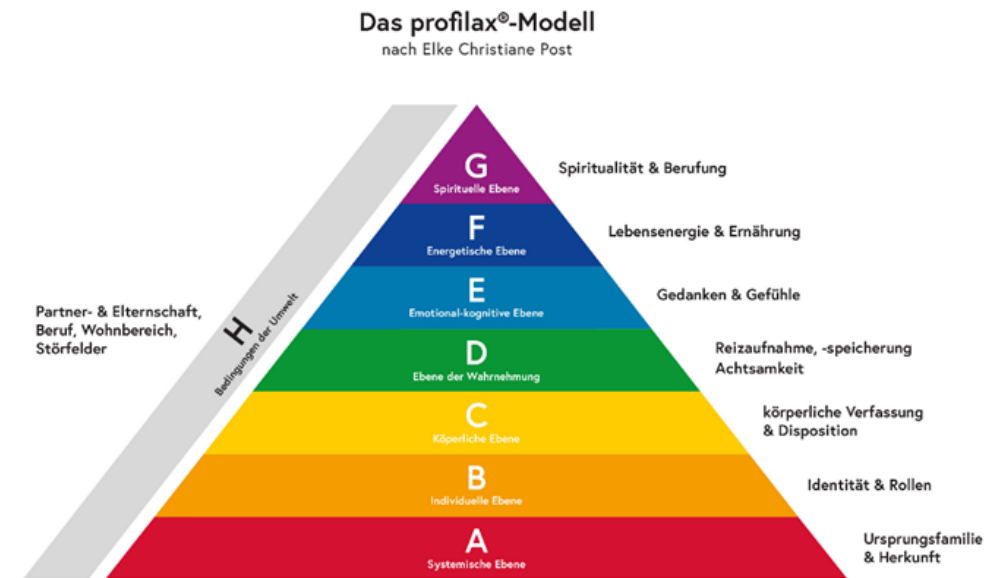 Das profilax®-Modell
nach Elke Christiane Post
G
Spirituelle Ebene
Spiritualität & Berufung
F
Energetische Ebene
Lebensenergie & Ernährung
E
Emotional-kognitive Ebene
Gedanken & Gefühle
Partner- & Elternschaft,
Beruf, Wohnbereich,
Störfelder
H
Bedingungen der Umwelt
D
Ebene der Wahrnehmung
Reizaufnahme, -speicherung
Achtsamkeit
C
Köperliche Ebene
körperliche Verfassung
& Disposition
B
Individuelle Ebene
Identität & Rollen
A
Systemische Ebene
Ursprungsfamilie
& Herkunft